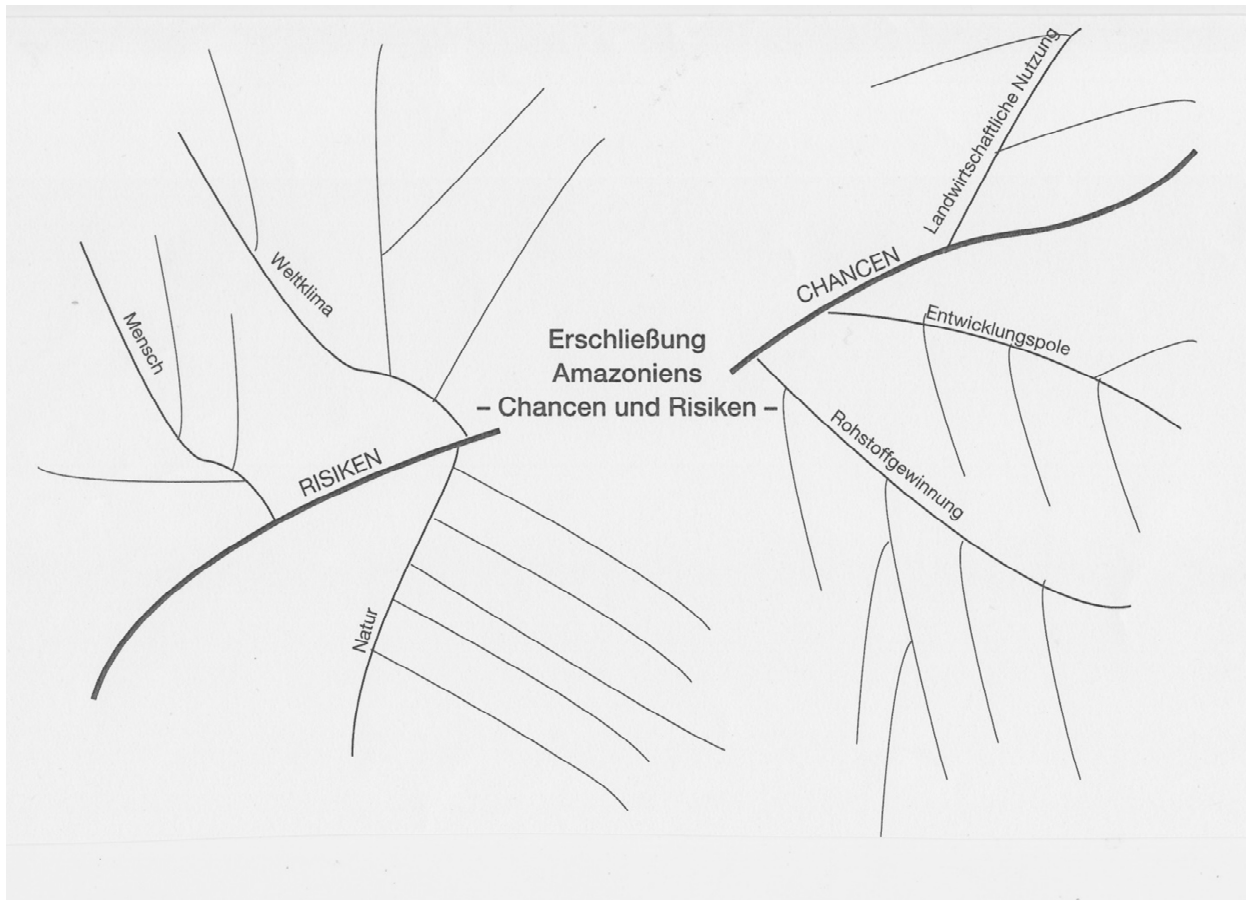 Erschließung
Amazoniens
– Chancen und Risiken –
CHANCEN
Landwirtschaftliche Nutzung
Entwicklungspole
Rohstoffgewinnung
RISIKEN
Weltklima
Mensch
Natur